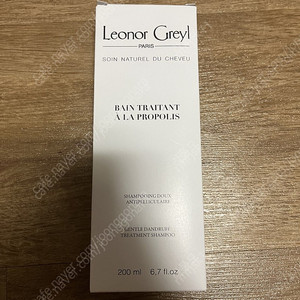 Leonor Greyl
PARIS
SOIN NATUREL DU CHEVEU
BAIN TRAITANT
À LA PROPOLIS
SHAMPOOING DOUX
ANTIPELLICULAIRE
GENTLE DANDRUFF
TREATMENT SHAMPOO
200 ml 6,7 fl.oz